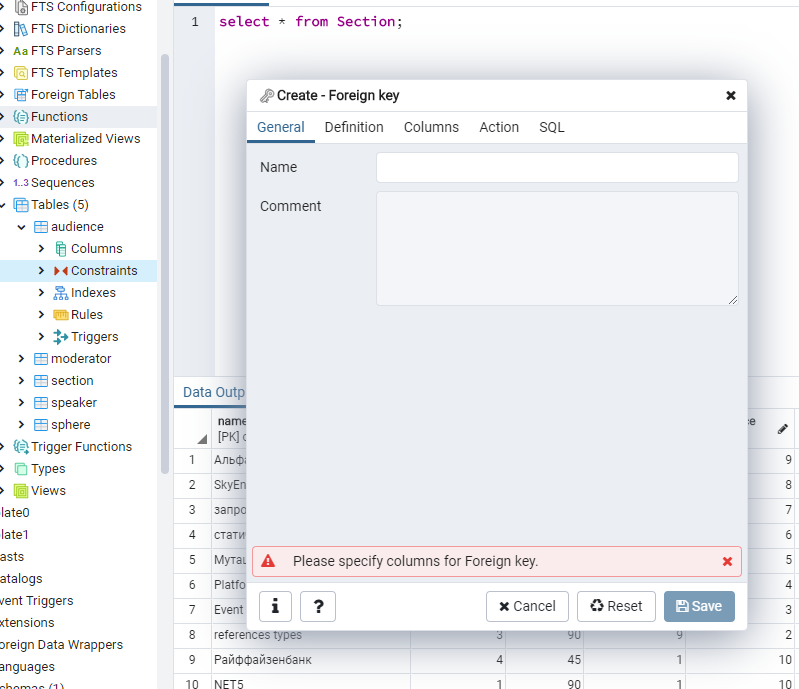 FTS Configurations
FTS Dictionaries
Aa FTS Parsers
FTS Templates
Foreign Tables
Functions
Materialized Views
Procedures
1..3 Sequences
Tables (5)
audience
Columns
Constraints
Indexes
Rules
Triggers
moderator
section
speaker
sphere
Trigger Functions
Types
Views
late0
late1
asts
atalogs
vent Triggers
xtensions
oreign Data Wrappers
anguages
chemas (1)
1 select * from Section;
Create - Foreign key
General Definition Columns Action SQL
Name
Comment
Please specify columns for Foreign key.
i ? Cancel Reset Save
Data Outp
name
[PK] c
ce
1 Альфа 9
2 SkyEn 8
3 запро 7
4 стати 6
5 Мутац 5
6 Platfo 4
7 Event 3
8 references types 3 90 9 2
9 Райффайзенбанк 4 45 1 10
10 NET5 1 90 1 10